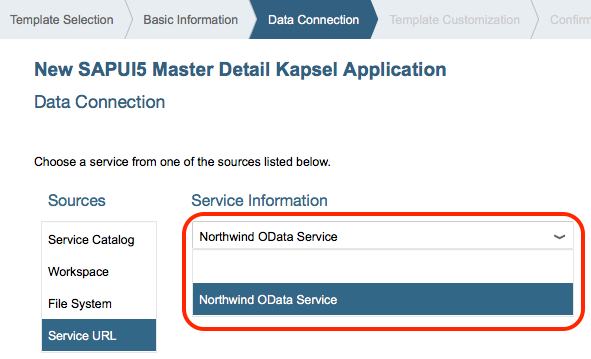 Template Selection
Basic Information
Data Connection
Template Customization
Confirm
New SAPUI5 Master Detail Kapsel Application
Data Connection
Choose a service from one of the sources listed below.
Sources
Service Information
Service Catalog
Northwind OData Service
Workspace
File System
Northwind OData Service
Service URL